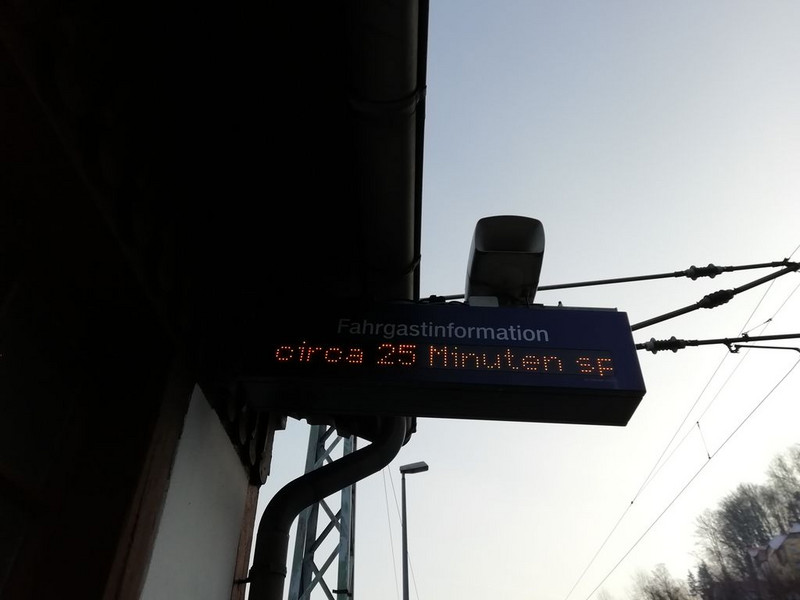 Fahrgastinformation
circa 25 Minuten sp